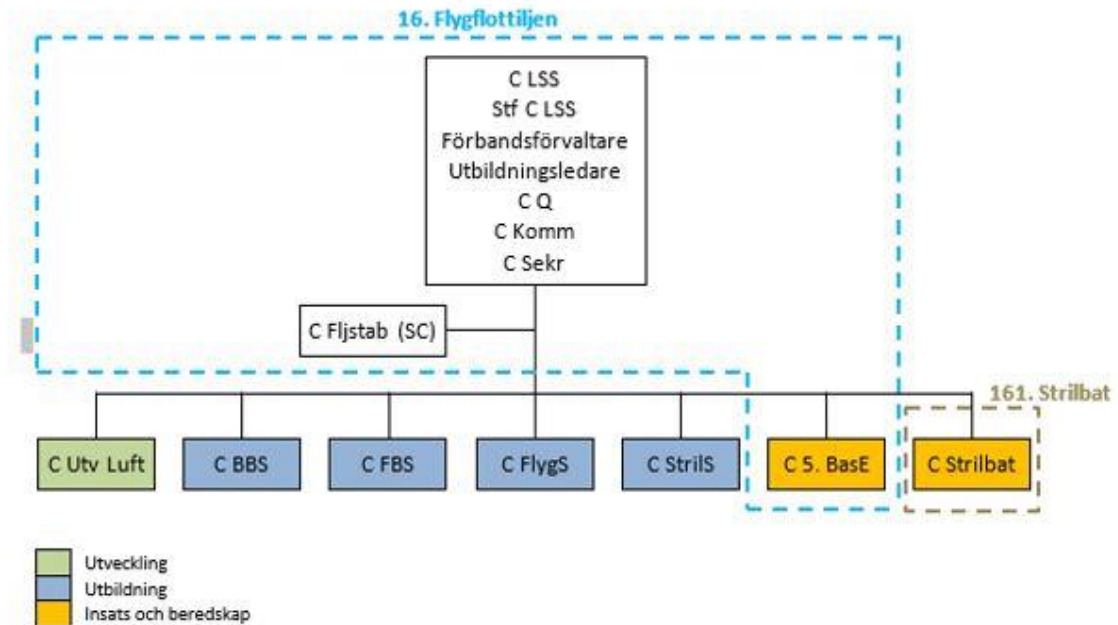 16. Flygflottiljen
C LSS
Stf C LSS
Förbandsförvaltare
Utbildningsledare
C Q
C Komm
C Sekr
C Fljstab (SC)
161. Strilbat
C Utv Luft
C BBS
C FBS
C FlygS
C StrilS
C 5. BasE
C Strilbat
Utveckling
Utbildning
Insats och beredskap